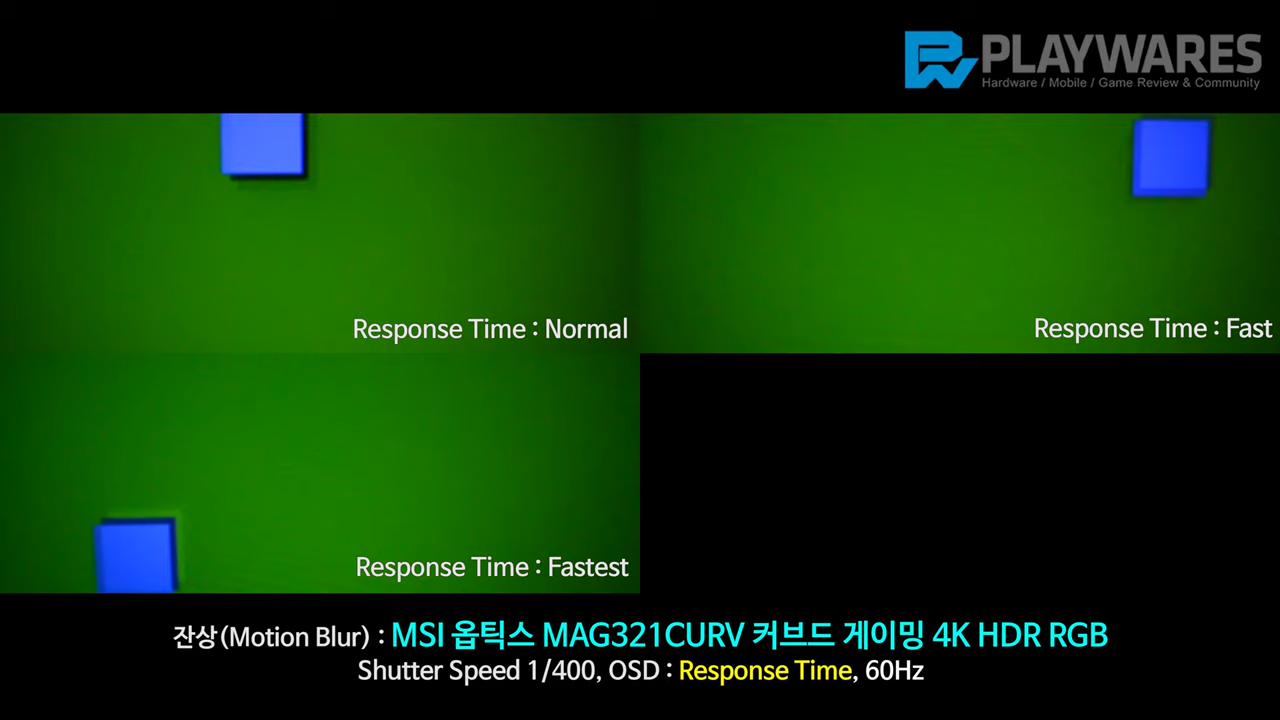 PLAYWARES
Hardware / Mobile / Game Review & Community
Response Time : Normal
Response Time : Fast
Response Time : Fastest
잔상(Motion Blur) : MSI 옵틱스 MAG321CURV 커브드 게이밍 4K HDR RGB
Shutter Speed 1/400, OSD : Response Time, 60Hz